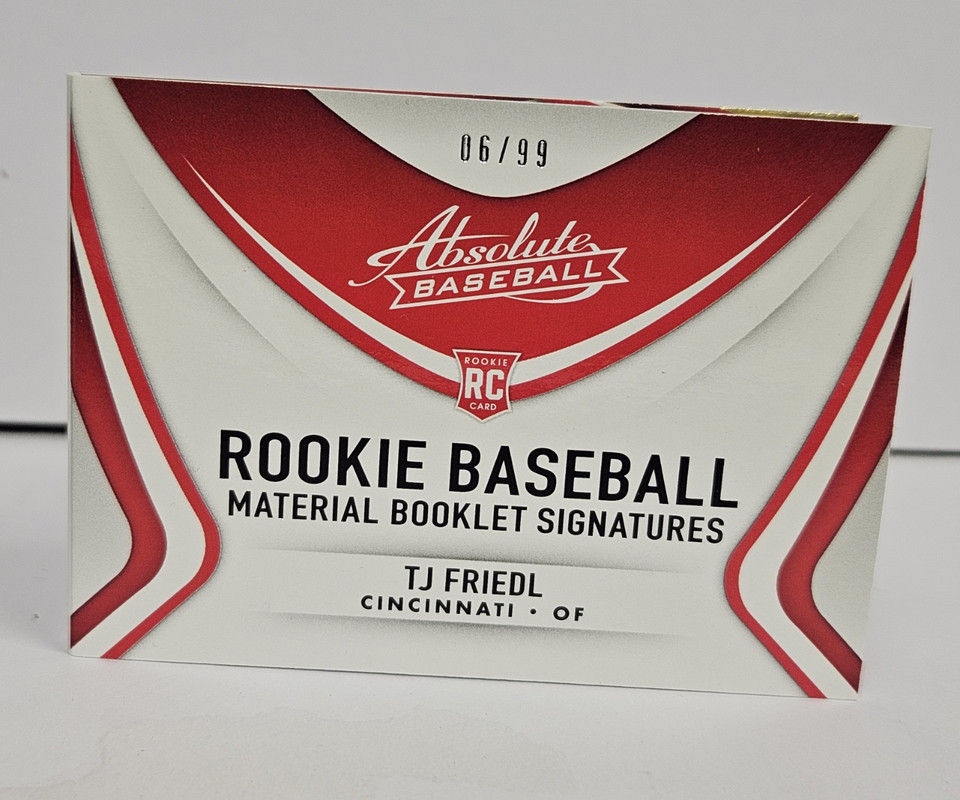 06/99
Absolute
BASEBALL
ROOKIE
RC
CARD
ROOKIE BASEBALL
MATERIAL BOOKLET SIGNATURES
TJ FRIEDL
CINCINNATI • OF